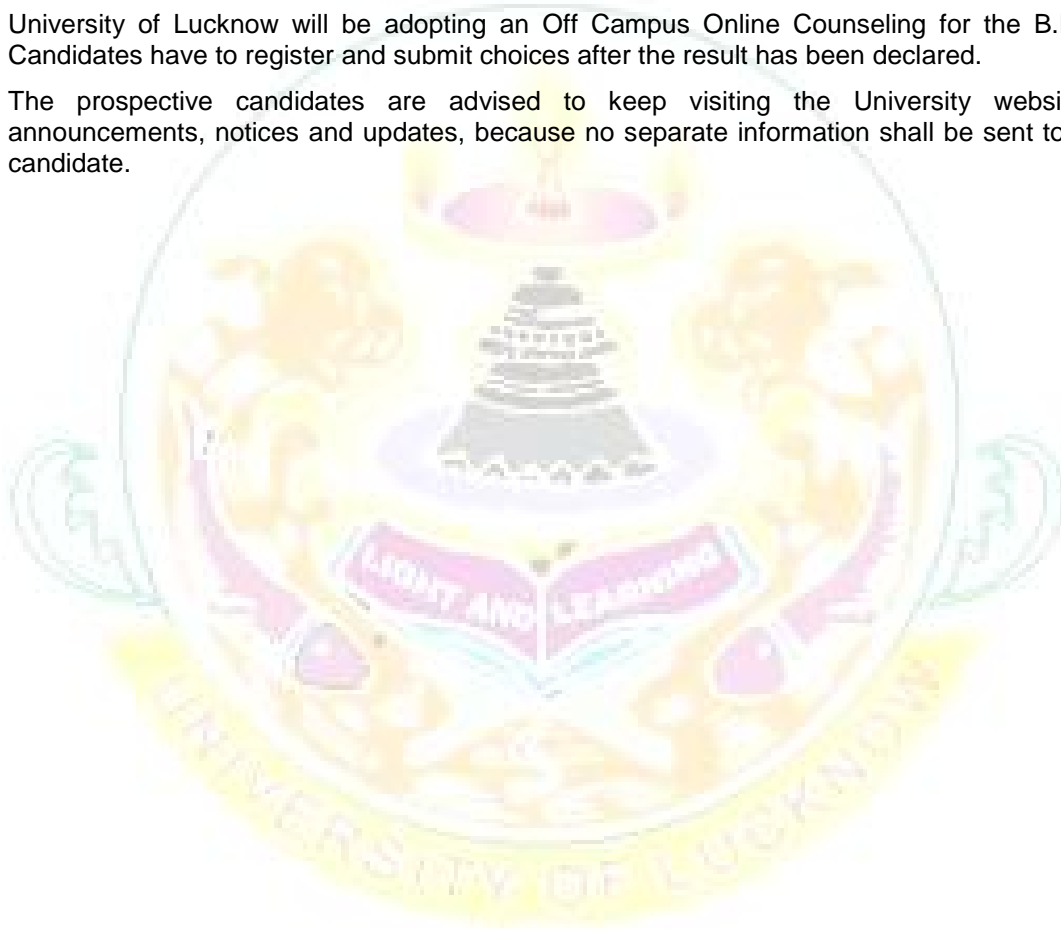 University of Lucknow will be adopting an Off Campus Online Counseling for the B.
Candidates have to register and submit choices after the result has been declared.
The prospective candidates are advised to keep visiting the University websi
announcements, notices and updates, because no separate information shall be sent to
candidate.
LIGHT AND LEARNING
UNIVERSITY OF LUCKNOW